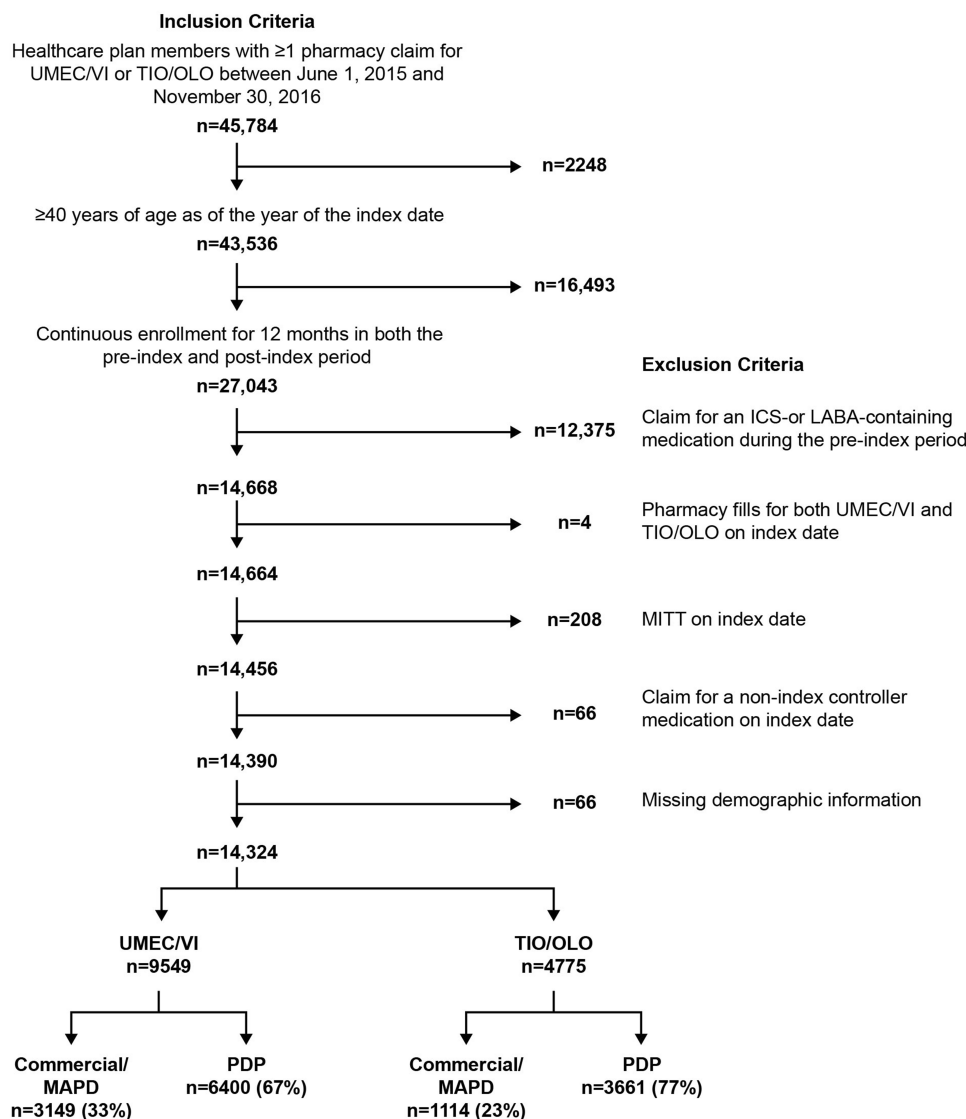 Inclusion Criteria
Healthcare plan members with ≥1 pharmacy claim for
UMEC/VI or TIO/OLO between June 1, 2015 and
November 30, 2016
n=45,784
n=2248
≥40 years of age as of the year of the index date
n=43,536
n=16,493
Continuous enrollment for 12 months in both the
pre-index and post-index period
n=27,043
Exclusion Criteria
n=12,375
Claim for an ICS-or LABA-containing
medication during the pre-index period
n=14,668
n=4
Pharmacy fills for both UMEC/VI and
TIO/OLO on index date
n=14,664
n=208
MITT on index date
n=14,456
n=66
Claim for a non-index controller
medication on index date
n=14,390
n=66
Missing demographic information
n=14,324
UMEC/VI
n=9549
TIO/OLO
n=4775
Commercial/
MAPD
n=3149 (33%)
PDP
n=6400 (67%)
Commercial/
MAPD
n=1114 (23%)
PDP
n=3661 (77%)